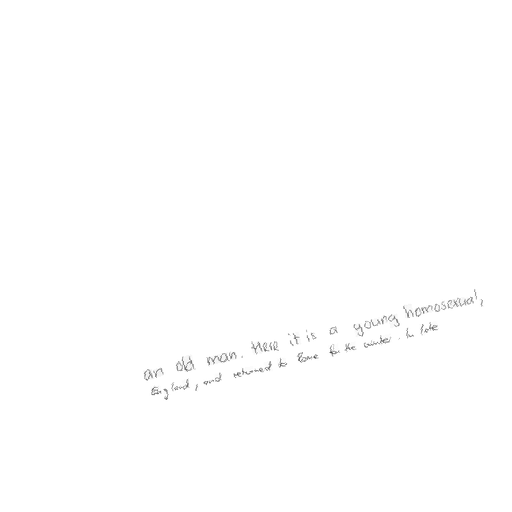 an old man. Here it is a young homosexual,
England, and returned to Rome for the winter. In late